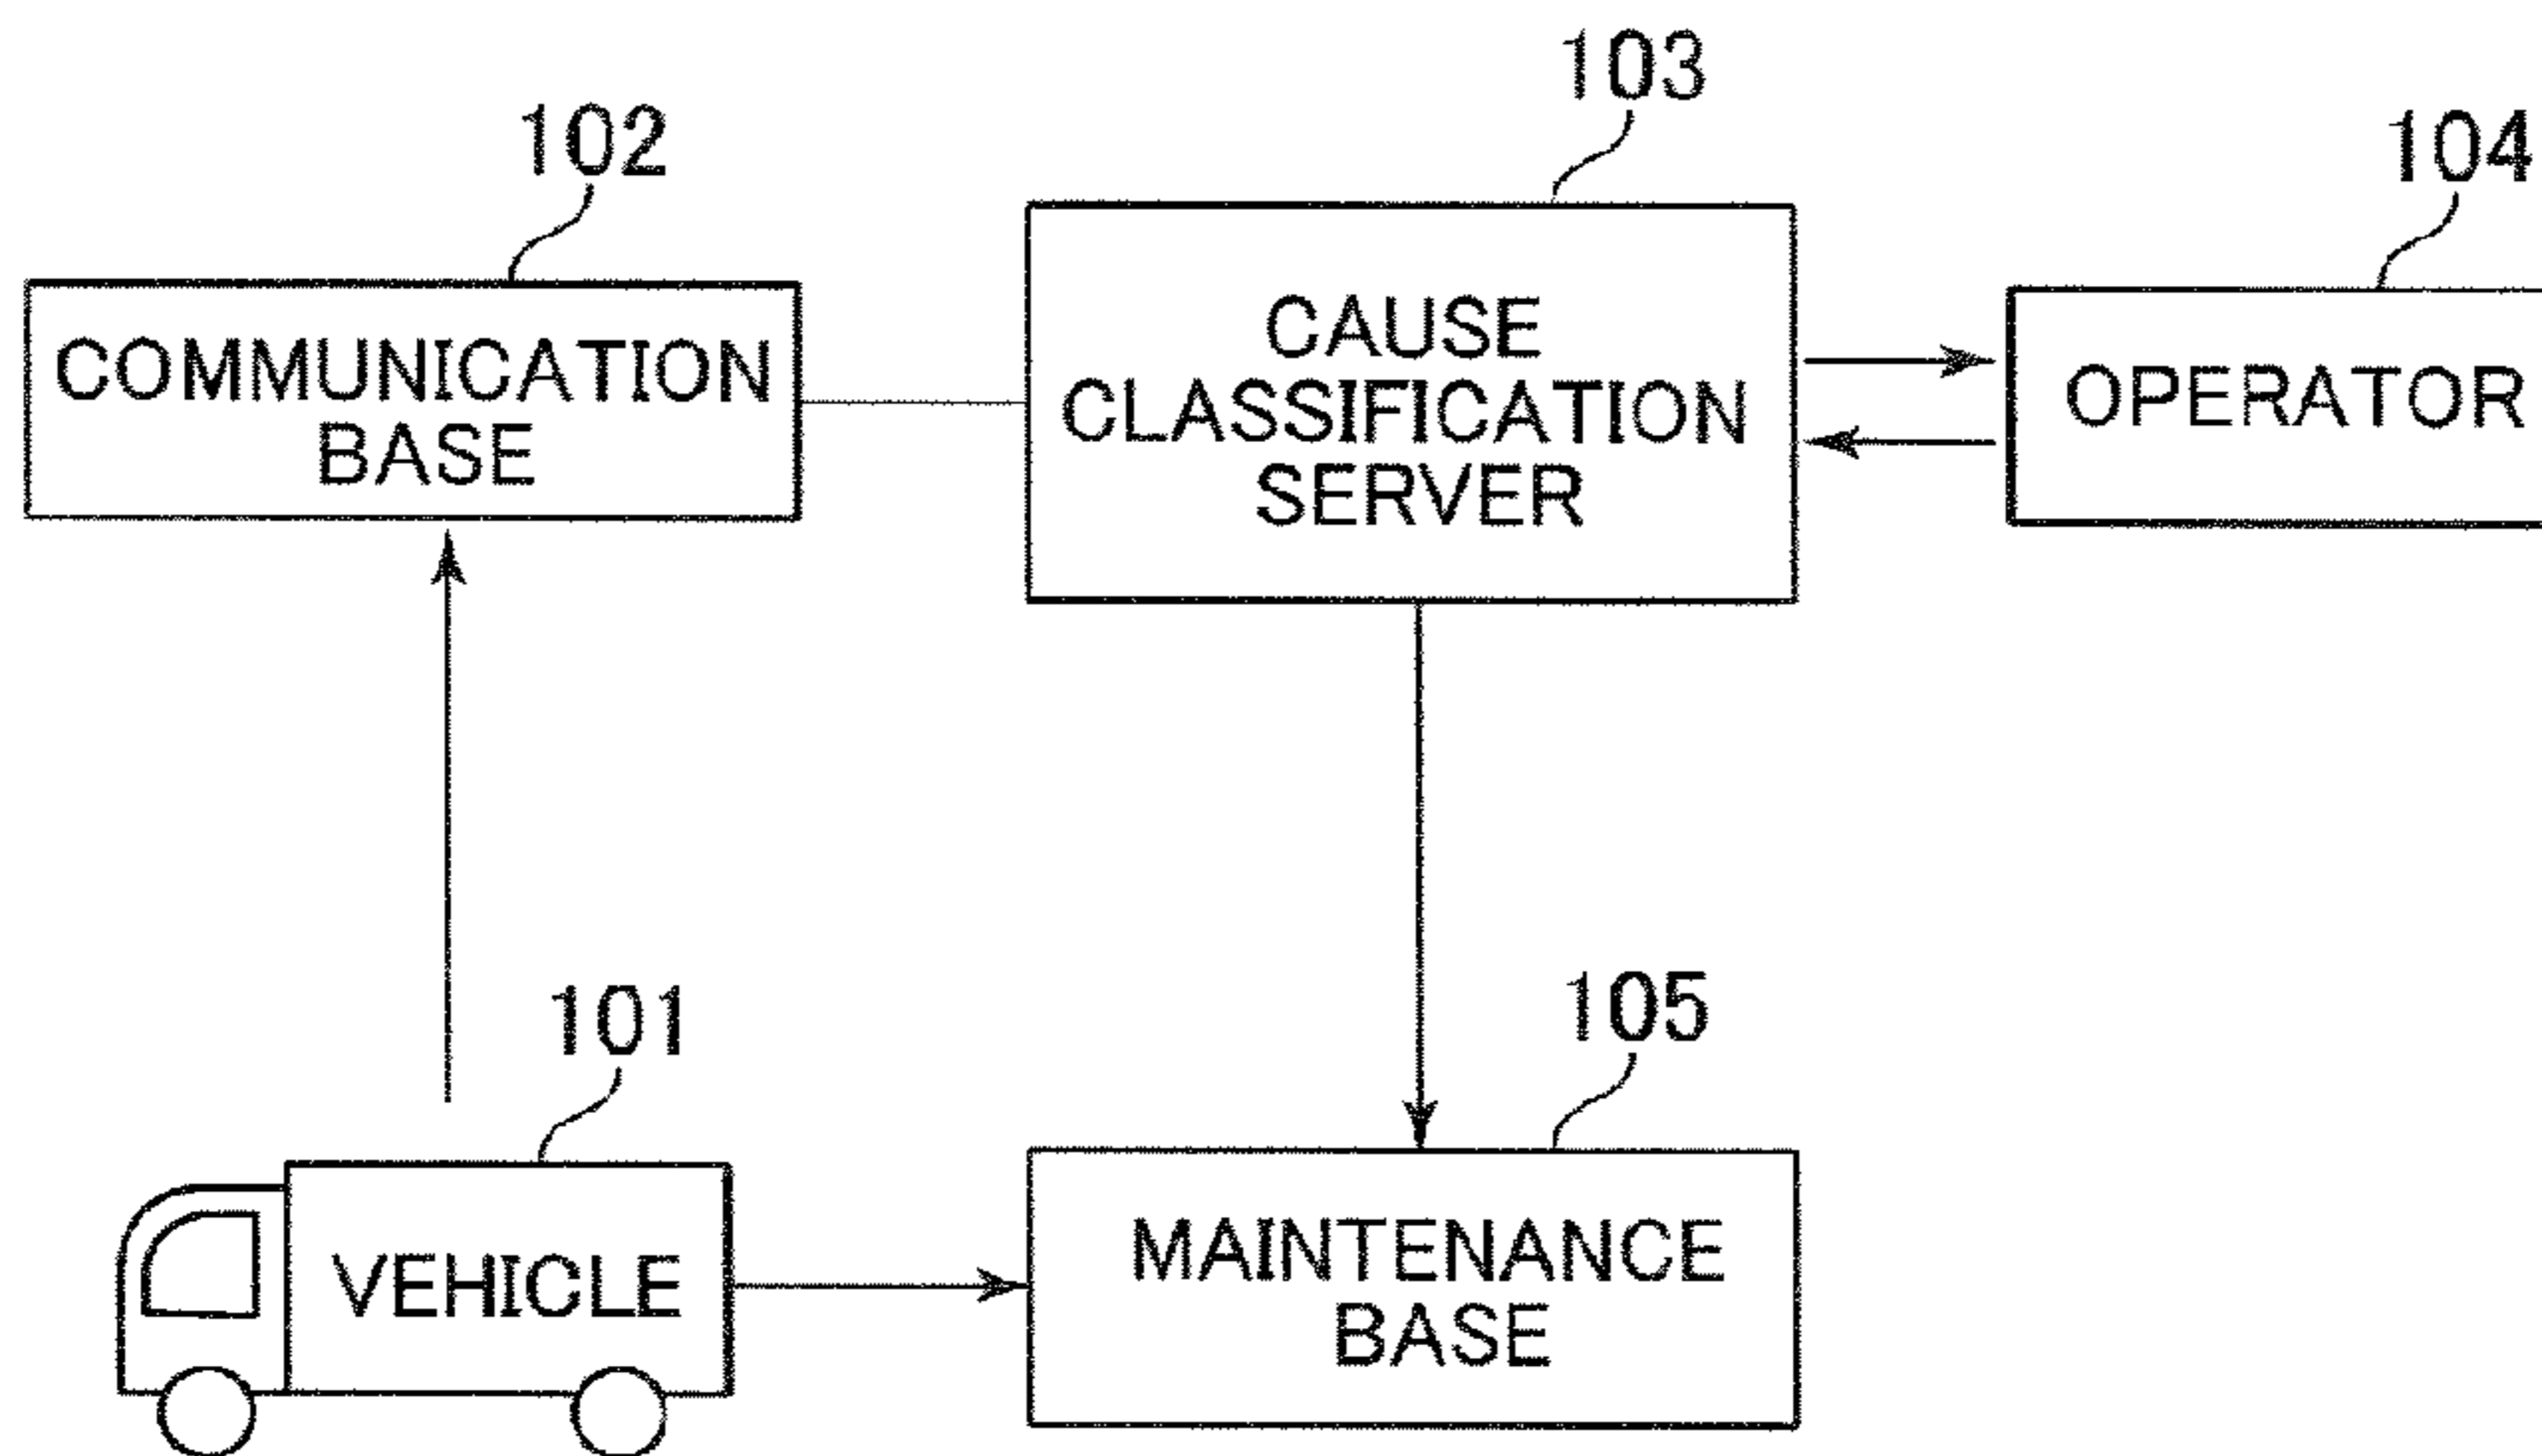 103
102
104
COMMUNICATION
BASE
CAUSE
CLASSIFICATION
SERVER
OPERATOR
101
105
VEHICLE
MAINTENANCE
BASE